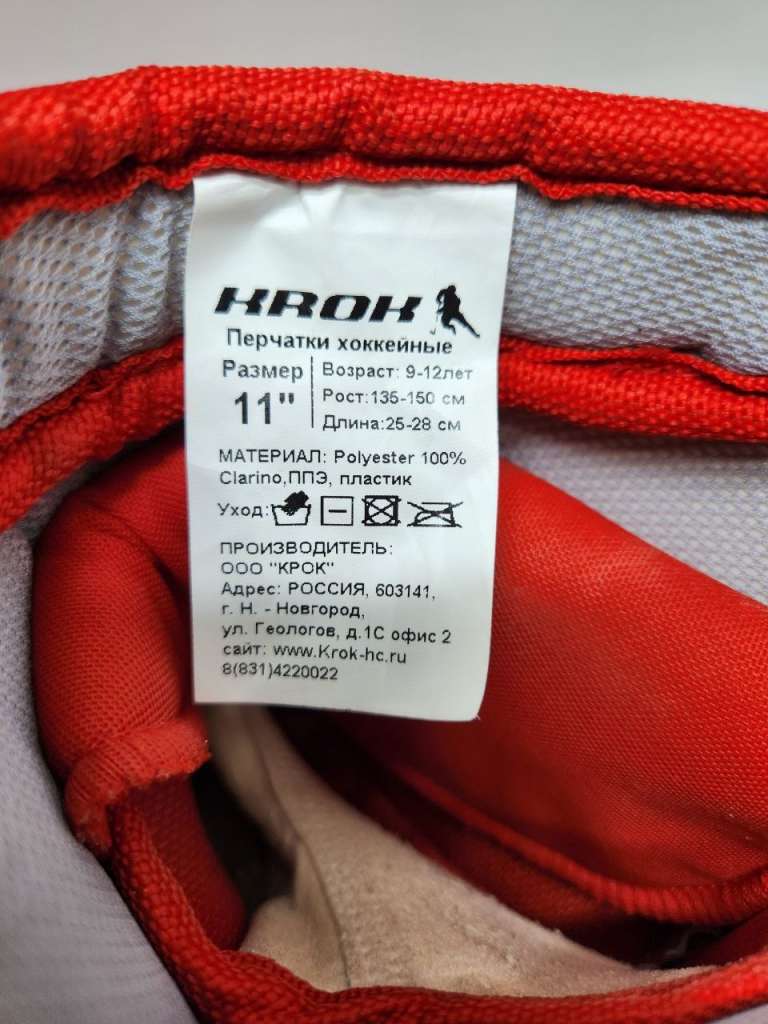 KROK
Перчатки хоккейные
Размер
11"
Возраст: 9-12лет
Рост:135-150 см
Длина:25-28 см
МАТЕРИАЛ: Polyester 100%
Clarino,ППЭ, пластик
Уход:
ПРОИЗВОДИТЕЛЬ:
ООО "КРОК"
Адрес: РОССИЯ, 603141,
г. Н. - Новгород,
ул. Геологов, д.1С офис 2
сайт: www.Krok-hc.ru
8(831)4220022